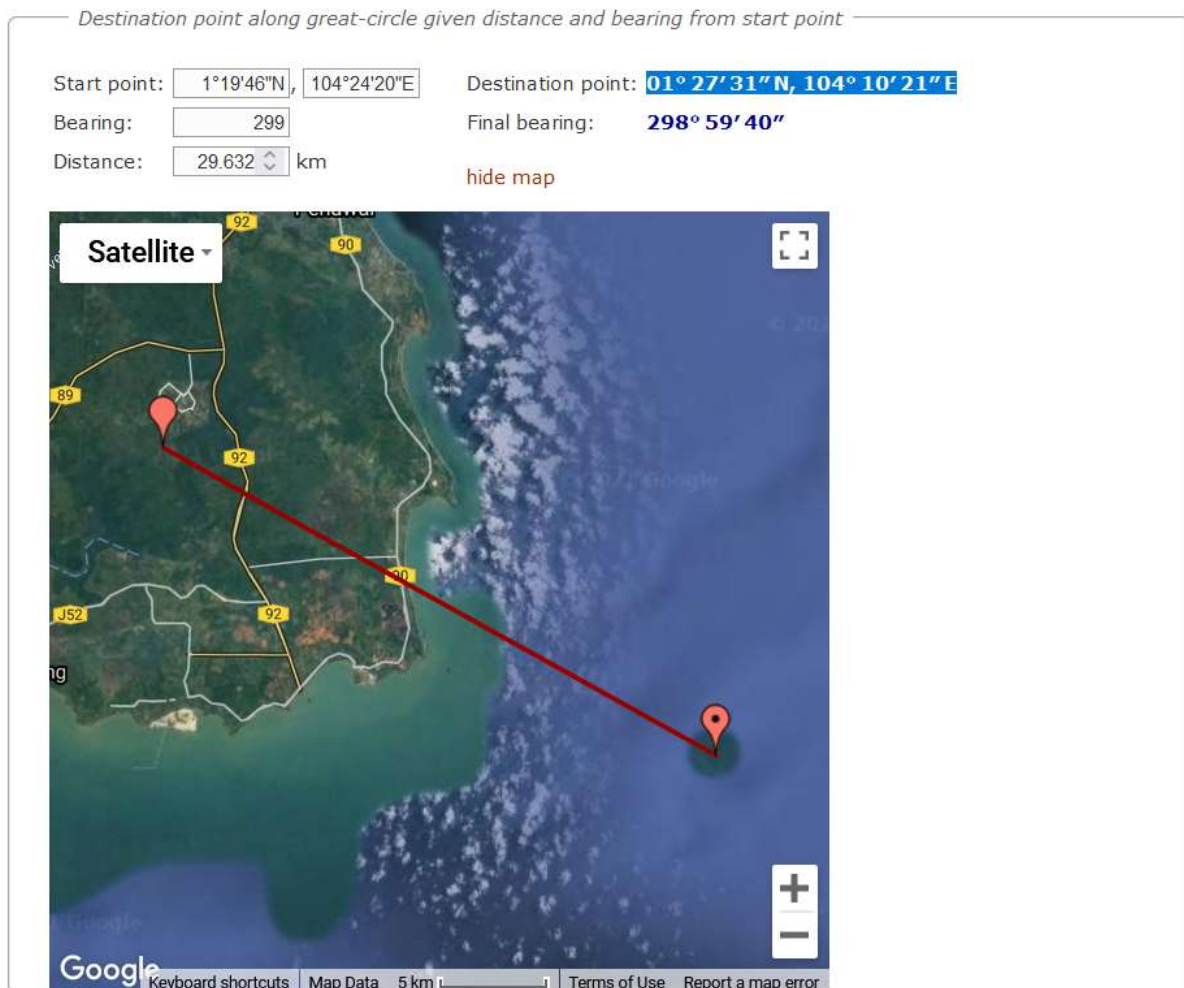 Destination point along great-circle given distance and bearing from start point
Start point: 1°19'46"N , 104°24'20"E Destination point: 01° 27′ 31″ N, 104° 10′ 21″ E
Bearing: 299 Final bearing: 298° 59′ 40″
Distance: 29.632 km
hide map
92
Satellite
90
89
92
90
J52
92
ng
Google
Google
Google
Keyboard shortcuts Map Data 5 km Terms of Use Report a map error